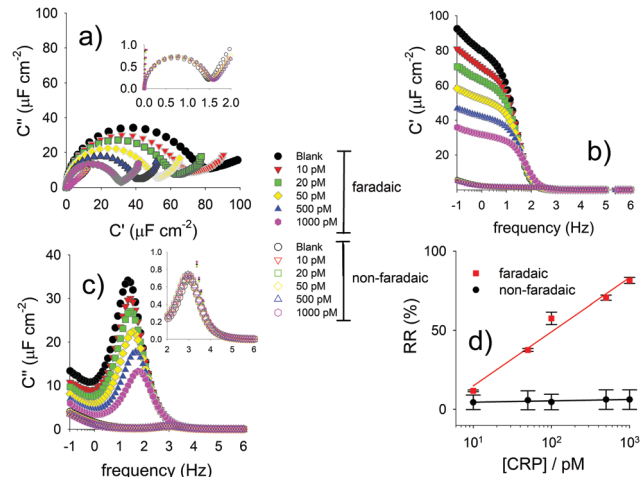 a)
C" (µF cm⁻²)
60
50
40
30
20
10
0
0 20 40 60 80 100
C' (µF cm⁻²)
1.0
0.5
0.0
0.0 0.5 1.0 1.5 2.0
b)
C' (µF cm⁻²)
100
80
60
40
20
-1 0 1 2 3 4 5 6
frequency (Hz)
Blank
10 pM
20 pM
50 pM
500 pM
1000 pM
faradaic
Blank
10 pM
20 pM
50 pM
500 pM
1000 pM
non-faradaic
c)
C" (µF cm⁻²)
40
30
20
10
0
-1 0 1 2 3 4 5 6
frequency (Hz)
1.0
0.8
0.6
0.4
0.2
0.0
2 3 4 5 6
d)
RR (%)
100
50
0
faradaic
non-faradaic
10¹ 10² 10³
[CRP] / pM